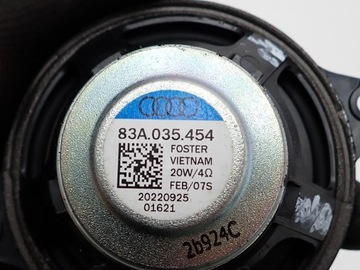 83A.035.454
FOSTER
VIETNAM
20W/4Ω
FEB/07S
20220925
01621
2b924C